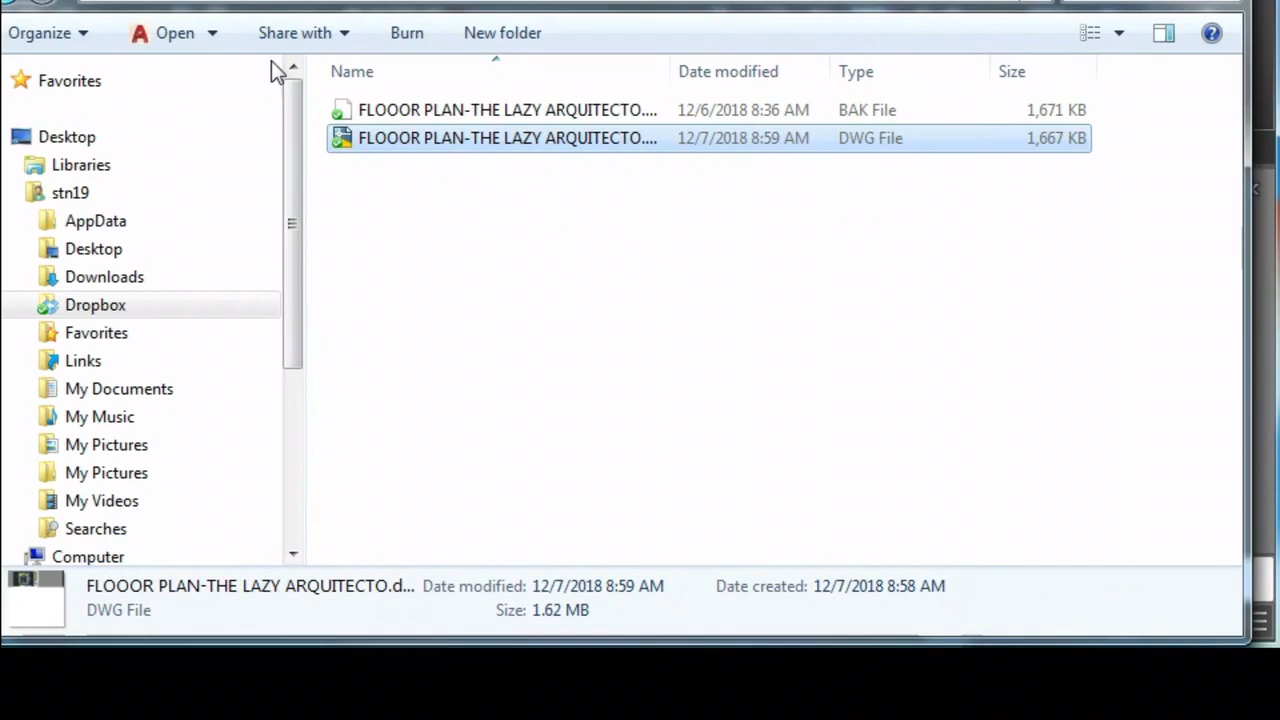 Organize Open Share with Burn New folder
Favorites
Desktop
Libraries
stn19
AppData
Desktop
Downloads
Dropbox
Favorites
Links
My Documents
My Music
My Pictures
My Pictures
My Videos
Searches
Computer
Name Date modified Type Size
FLOOOR PLAN-THE LAZY ARQUITECTO.... 12/6/2018 8:36 AM BAK File 1,671 KB
FLOOOR PLAN-THE LAZY ARQUITECTO.... 12/7/2018 8:59 AM DWG File 1,667 KB
FLOOOR PLAN-THE LAZY ARQUITECTO.d... Date modified: 12/7/2018 8:59 AM Date created: 12/7/2018 8:58 AM
DWG File Size: 1.62 MB